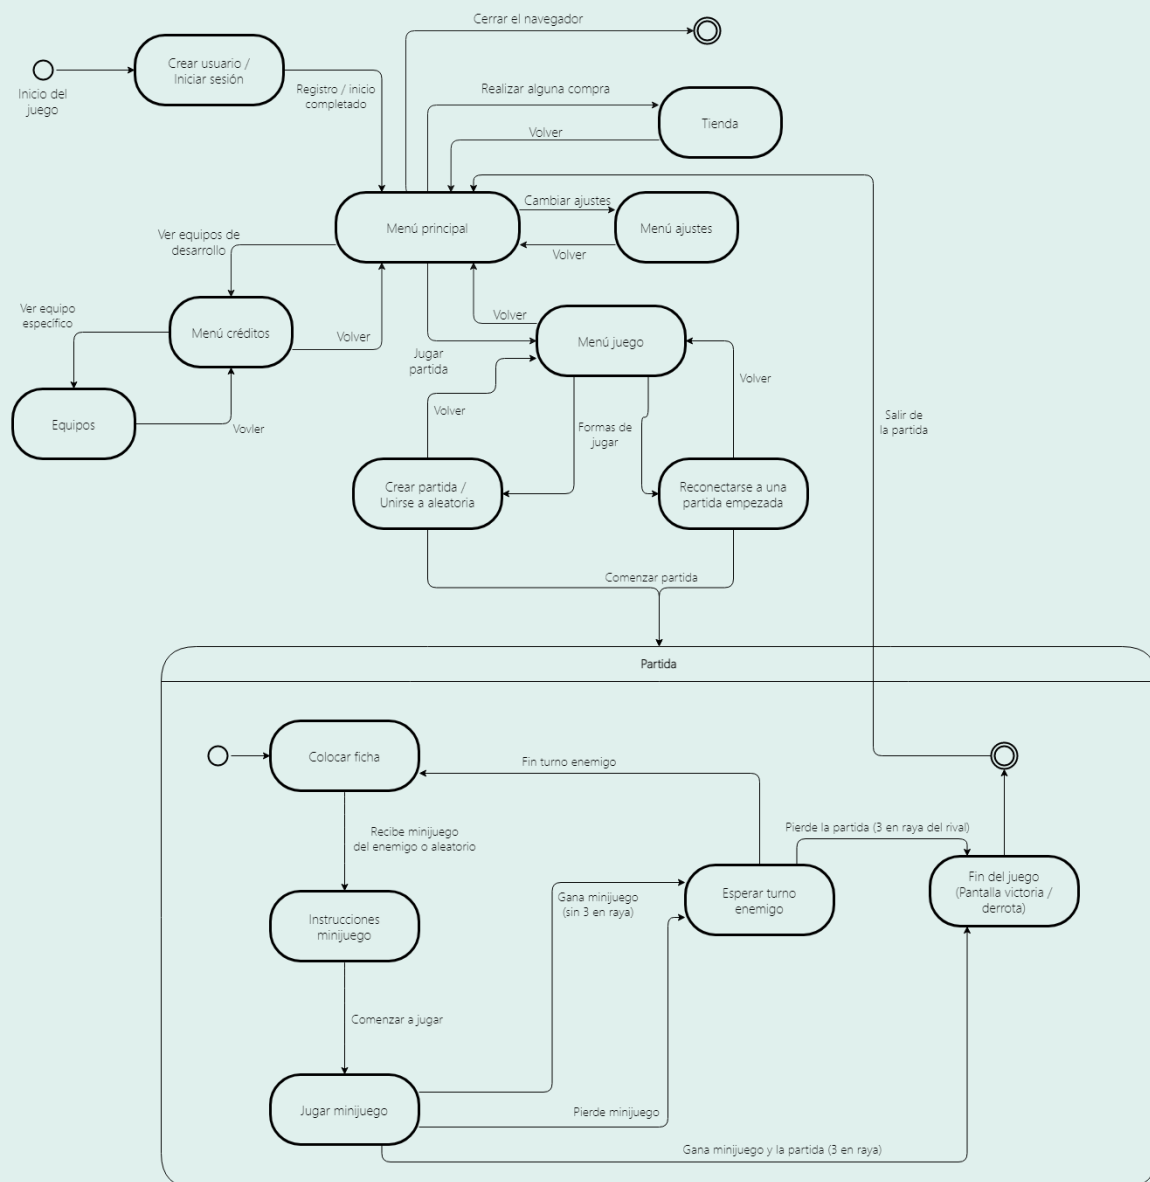 Cerrar el navegador
Crear usuario /
Iniciar sesión
Inicio del
juego
Registro / inicio
completado
Realizar alguna compra
Tienda
Volver
Menú principal
Cambiar ajustes
Menú ajustes
Volver
Ver equipos de
desarrollo
Ver equipo
específico
Menú créditos
Volver
Volver
Menú juego
Jugar
partida
Volver
Equipos
Vovler
Volver
Formas de
jugar
Salir de
la partida
Crear partida /
Unirse a aleatoria
Reconectarse a una
partida empezada
Comenzar partida
Partida
Colocar ficha
Fin turno enemigo
Recibe minijuego
del enemigo o aleatorio
Pierde la partida (3 en raya del rival)
Instrucciones
minijuego
Gana minijuego
(sin 3 en raya)
Esperar turno
enemigo
Fin del juego
(Pantalla victoria /
derrota)
Comenzar a jugar
Jugar minijuego
Pierde minijuego
Gana minijuego y la partida (3 en raya)